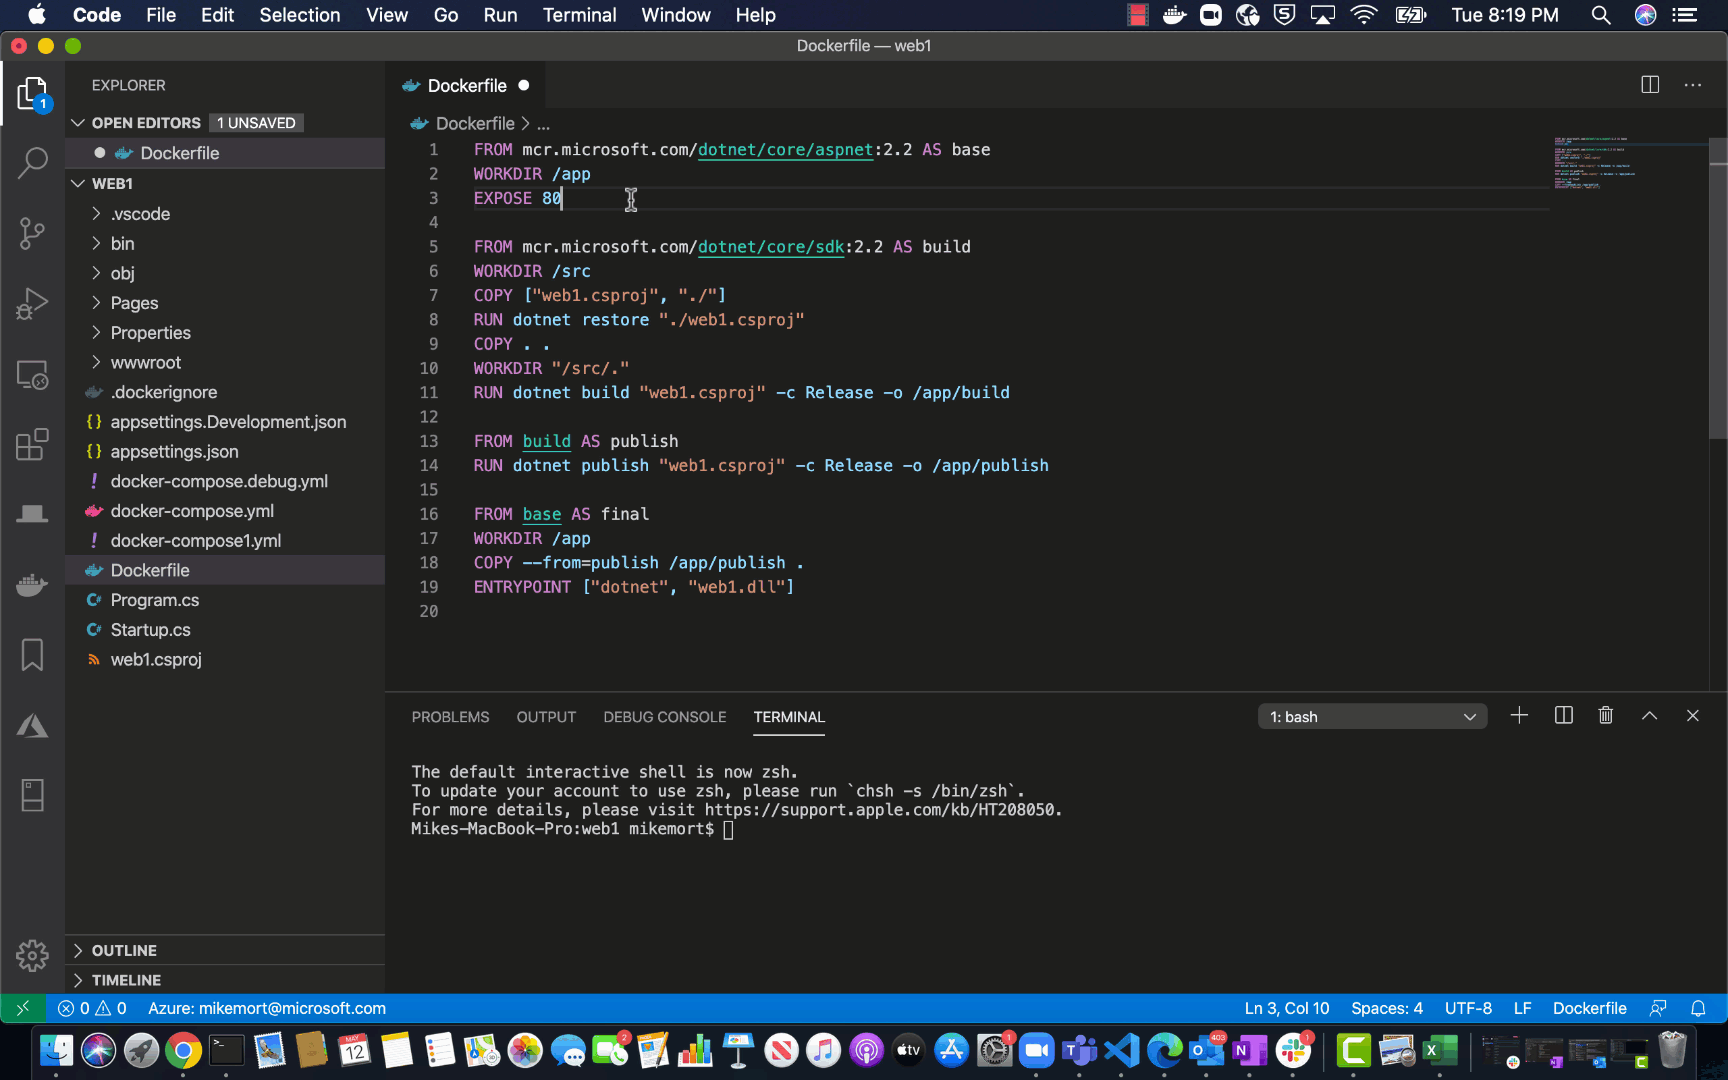 Code File Edit Selection View Go Run Terminal Window Help
Tue 8:19 PM
Dockerfile — web1
EXPLORER
1
OPEN EDITORS 1 UNSAVED
Dockerfile
WEB1
.vscode
bin
obj
Pages
Properties
wwwroot
.dockerignore
{} appsettings.Development.json
{} appsettings.json
! docker-compose.debug.yml
docker-compose.yml
! docker-compose1.yml
Dockerfile
C# Program.cs
C# Startup.cs
web1.csproj
OUTLINE
TIMELINE
Dockerfile
Dockerfile > ...
1 FROM mcr.microsoft.com/dotnet/core/aspnet:2.2 AS base
2 WORKDIR /app
3 EXPOSE 80
4
5 FROM mcr.microsoft.com/dotnet/core/sdk:2.2 AS build
6 WORKDIR /src
7 COPY ["web1.csproj", "./"]
8 RUN dotnet restore "./web1.csproj"
9 COPY . .
10 WORKDIR "/src/."
11 RUN dotnet build "web1.csproj" -c Release -o /app/build
12
13 FROM build AS publish
14 RUN dotnet publish "web1.csproj" -c Release -o /app/publish
15
16 FROM base AS final
17 WORKDIR /app
18 COPY --from=publish /app/publish .
19 ENTRYPOINT ["dotnet", "web1.dll"]
20
PROBLEMS OUTPUT DEBUG CONSOLE TERMINAL
1: bash
The default interactive shell is now zsh.
To update your account to use zsh, please run `chsh -s /bin/zsh`.
For more details, please visit https://support.apple.com/kb/HT208050.
Mikes-MacBook-Pro:web1 mikemort$
0 0 Azure: mikemort@microsoft.com
Ln 3, Col 10 Spaces: 4 UTF-8 LF Dockerfile
MAY
12
2
tv
1
403
1